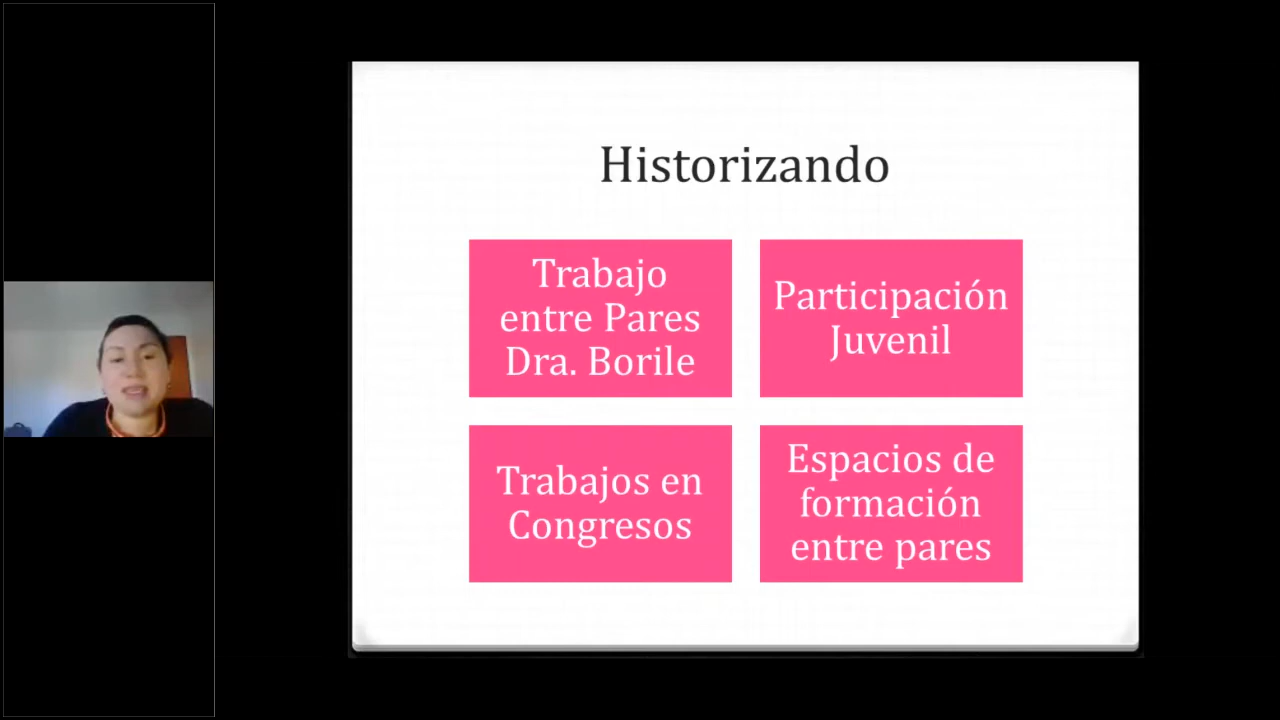 Historizando
Trabajo
entre Pares
Dra. Borile
Participación
Juvenil
Trabajos en
Congresos
Espacios de
formación
entre pares